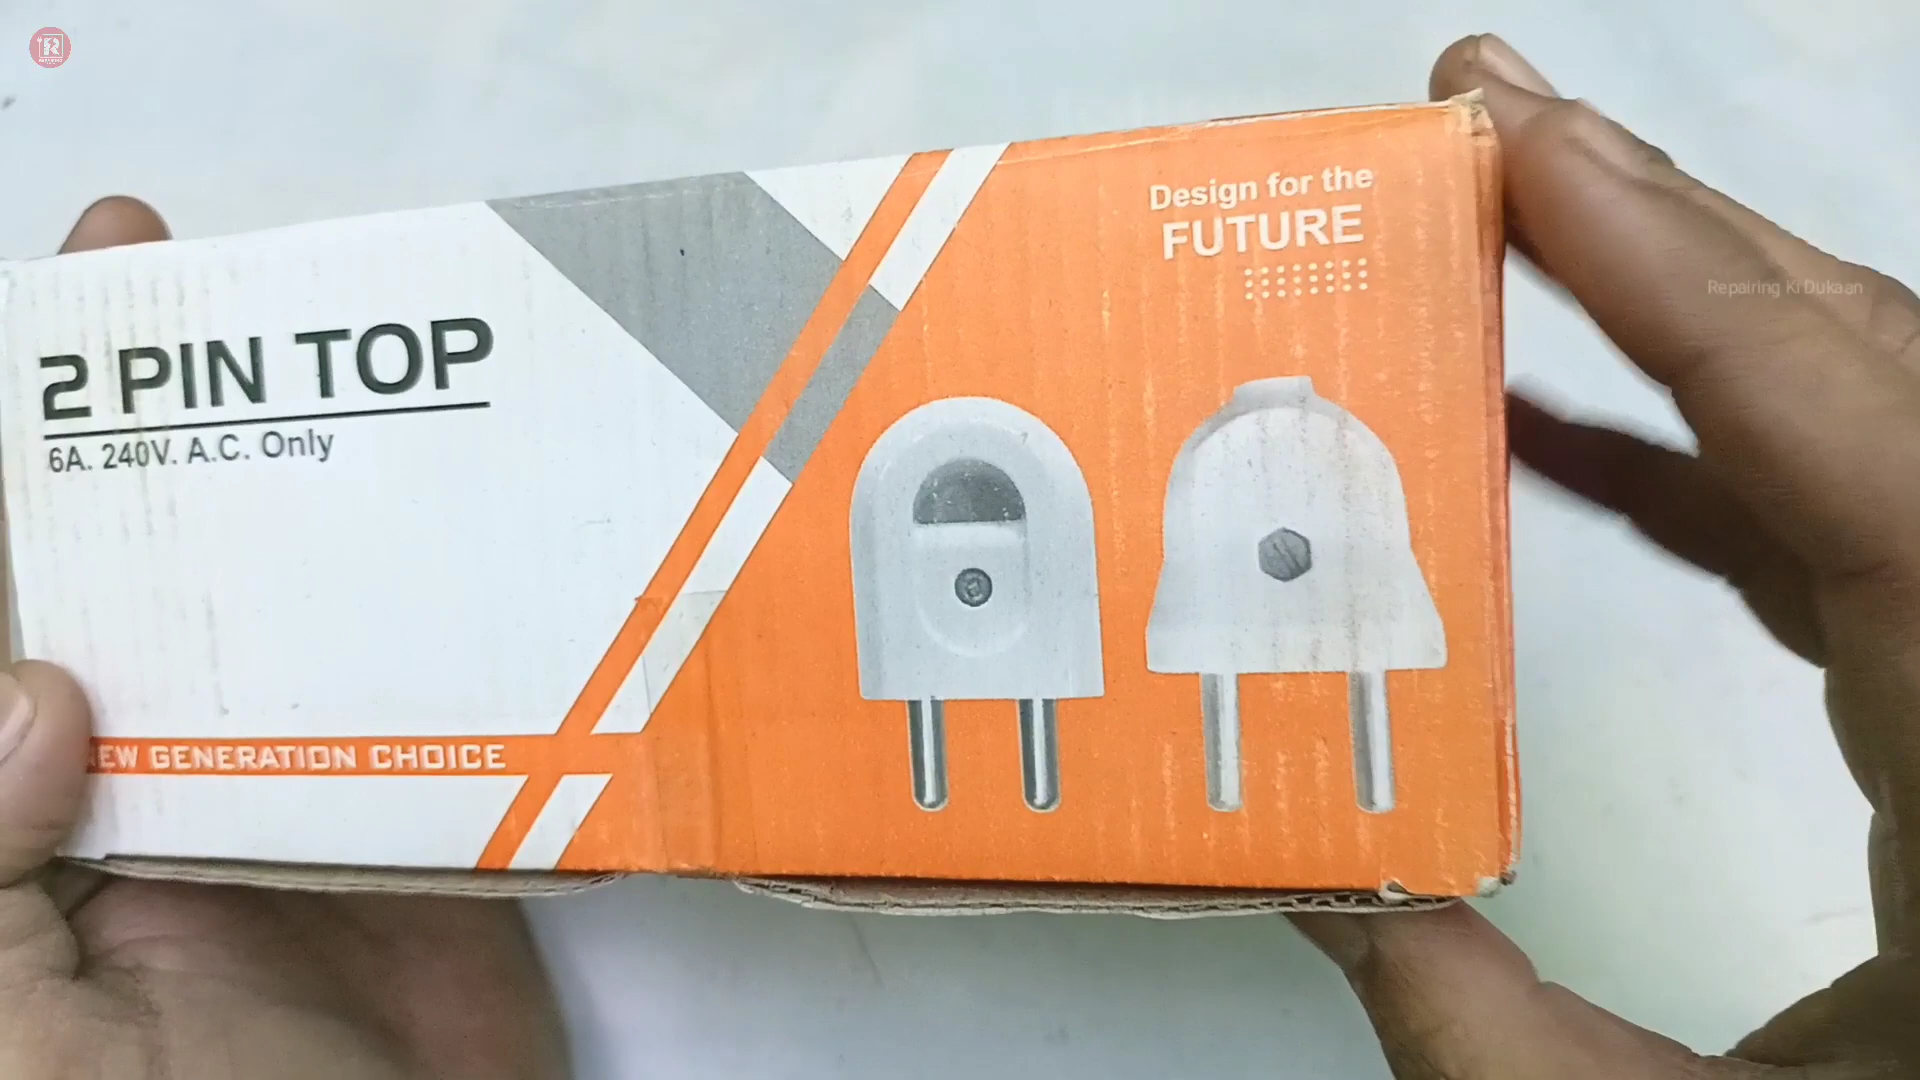 Design for the
FUTURE
Repairing Ki Dukaan
2 PIN TOP
6A. 240V. A.C. Only
EW GENERATION CHOICE